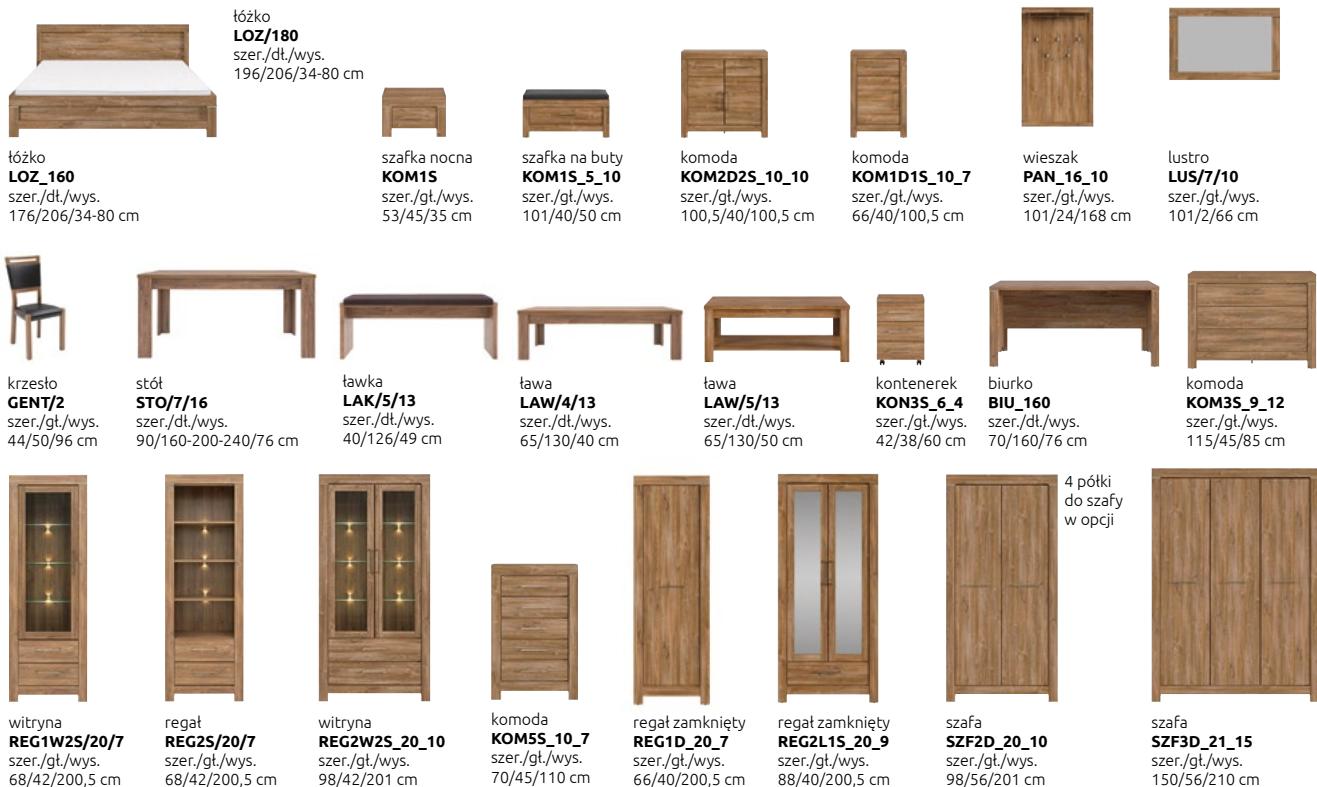 łóżko
LOZ/180
szer./dł./wys.
196/206/34-80 cm
łóżko
LOZ_160
szer./dł./wys.
176/206/34-80 cm
szafka nocna
KOM1S
szer./gł./wys.
53/45/35 cm
szafka na buty
KOM1S_5_10
szer./gł./wys.
101/40/50 cm
komoda
KOM2D2S_10_10
szer./gł./wys.
100,5/40/100,5 cm
komoda
KOM1D1S_10_7
szer./gł./wys.
66/40/100,5 cm
wieszak
PAN_16_10
szer./gł./wys.
101/24/168 cm
lustro
LUS/7/10
szer./gł./wys.
101/2/66 cm
krzesło
GENT/2
szer./gł./wys.
44/50/96 cm
stół
STO/7/16
szer./dł./wys.
90/160-200-240/76 cm
ławka
LAK/5/13
szer./dł./wys.
40/126/49 cm
ława
LAW/4/13
szer./dł./wys.
65/130/40 cm
ława
LAW/5/13
szer./dł./wys.
65/130/50 cm
kontenerek
KON3S_6_4
szer./gł./wys.
42/38/60 cm
biurko
BIU_160
szer./dł./wys.
70/160/76 cm
komoda
KOM3S_9_12
szer./gł./wys.
115/45/85 cm
witryna
REG1W2S/20/7
szer./gł./wys.
68/42/200,5 cm
regał
REG2S/20/7
szer./gł./wys.
68/42/200,5 cm
witryna
REG2W2S_20_10
szer./gł./wys.
98/42/201 cm
komoda
KOM5S_10_7
szer./gł./wys.
70/45/110 cm
regał zamknięty
REG1D_20_7
szer./gł./wys.
66/40/200,5 cm
regał zamknięty
REG2L1S_20_9
szer./gł./wys.
88/40/200,5 cm
4 półki
do szafy
w opcji
szafa
SZF2D_20_10
szer./gł./wys.
98/56/201 cm
szafa
SZF3D_21_15
szer./gł./wys.
150/56/210 cm